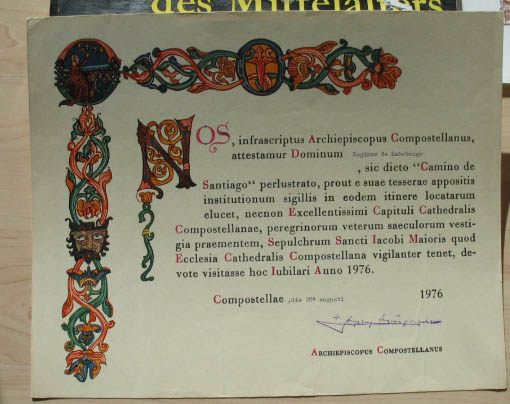 des Mittelalters
NOS, infrascriptus Archiepiscopus Compostellanus,
attestamur Dominum
, sic dicto "Camino de
Santiago" perlustrato, prout e suae tesserae appositis
institutionum sigillis in eodem itinere locatarum
elucet, necnon Excellentissimi Capituli Cathedralis
Compostellanae, peregrinorum veterum saeculorum vesti-
gia praementem, Sepulchrum Sancti Iacobi Maioris quod
Ecclesia Cathedralis Compostellana vigilanter tenet, de-
vote visitasse hoc Iubilari Anno 1976.
Compostellae ,die 20ª augusti 1976
Archiepiscopus Compostellanus